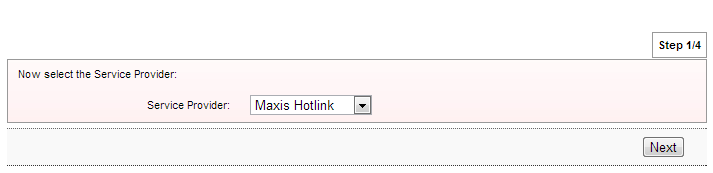 Step 1/4
Now select the Service Provider:
Service Provider: Maxis Hotlink
Next